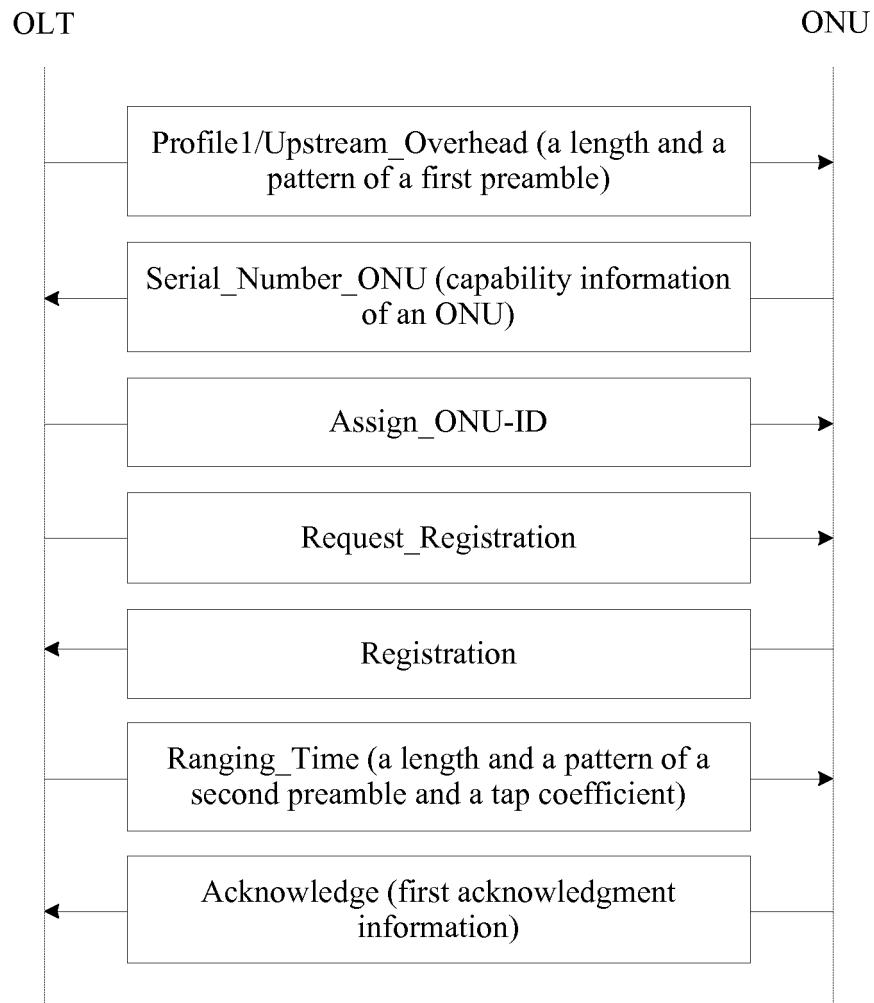 OLT
ONU
Profile1/Upstream_Overhead (a length and a
pattern of a first preamble)
Serial_Number_ONU (capability information
of an ONU)
Assign_ONU-ID
Request_Registration
Registration
Ranging_Time (a length and a pattern of a
second preamble and a tap coefficient)
Acknowledge (first acknowledgment
information)